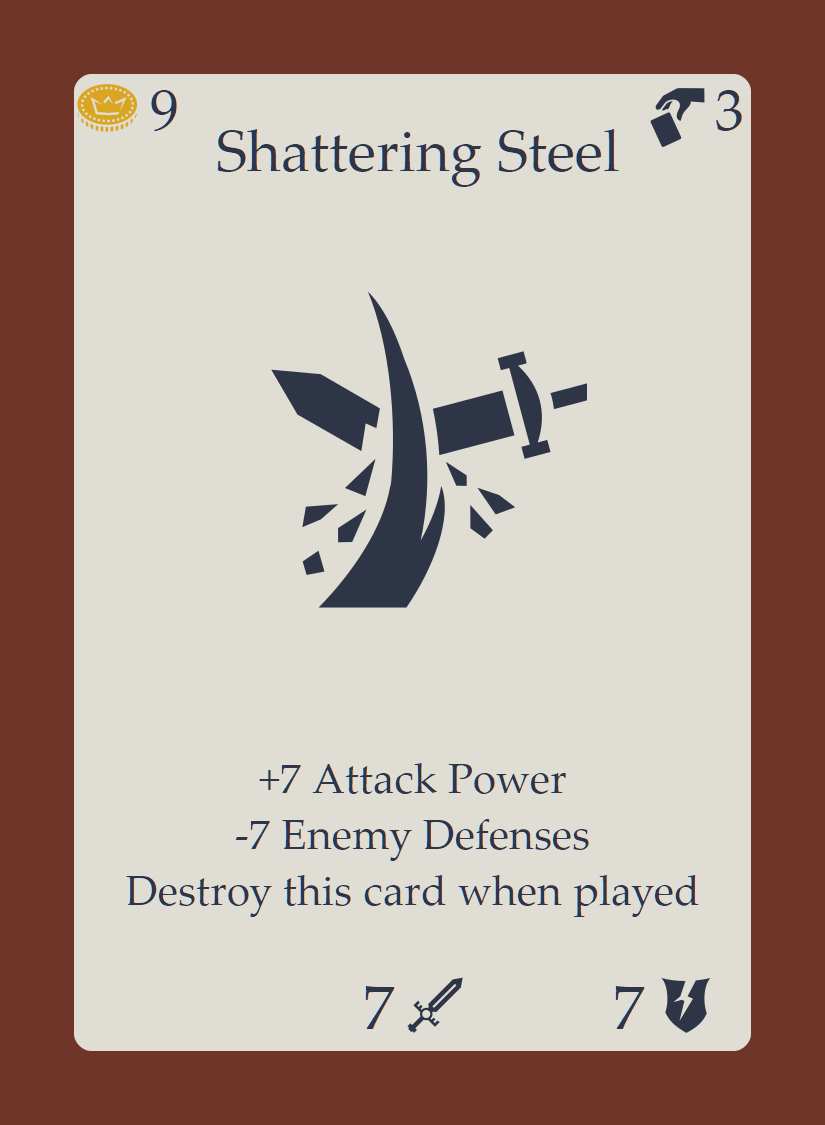 9
3
Shattering Steel
+7 Attack Power
-7 Enemy Defenses
Destroy this card when played
7
7